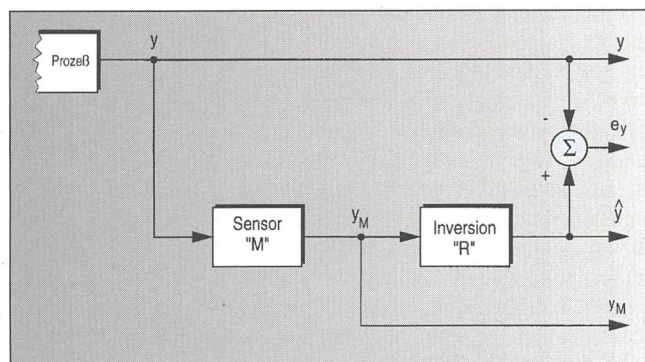 y
y
Prozeß
-
e_y
Σ
+
Sensor
"M"
y_M
Inversion
"R"
ŷ
y_M